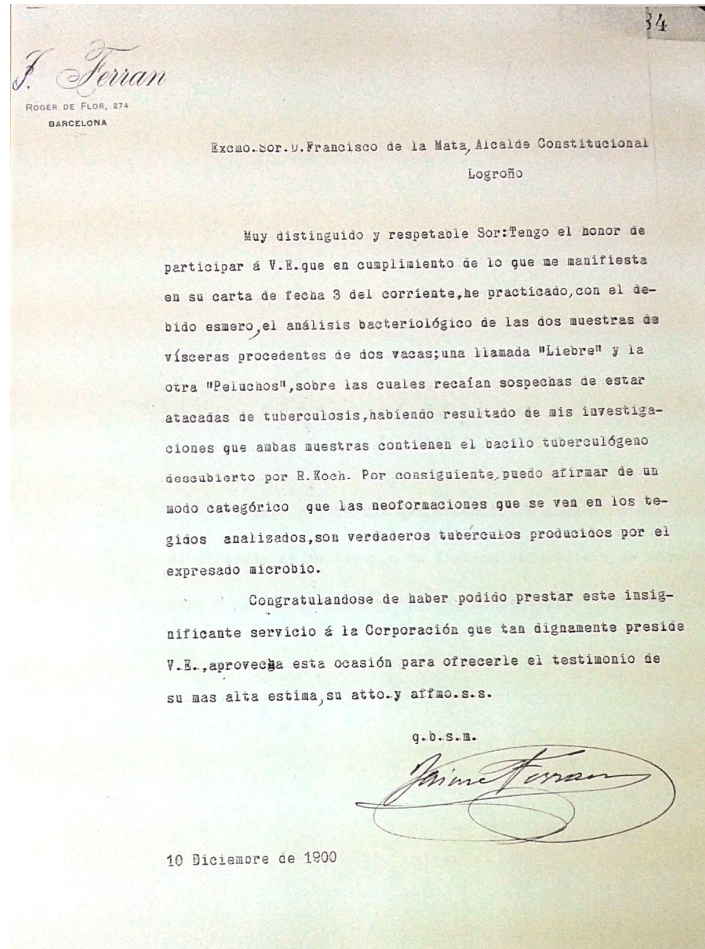 34
J. Ferran
ROGER DE FLOR, 274
BARCELONA
Excmo.Sor.D.Francisco de la Mata, Alcalde Constitucional
Logroño
Muy distinguido y respetable Sor:Tengo el honor de
participar á V.E.que en cumplimiento de lo que me manifiesta
en su carta de fecha 3 del corriente,he practicado,con el de-
bido esmero,el análisis bacteriológico de las dos muestras de
vísceras procedentes de dos vacas;una llamada "Liebre" y la
otra "Peluchos",sobre las cuales recaían sospechas de estar
atacadas de tuberculosis,habiendo resultado de mis investiga-
ciones que ambas muestras contienen el bacilo tuberculógeno
descubierto por R.Koch. Por consiguiente,puedo afirmar de un
modo categórico que las neoformaciones que se ven en los te-
gidos analizados,son verdaderos tubérculos producidos por el
expresado microbio.
Congratulandose de haber podido prestar este insig-
nificante servicio á la Corporación que tan dignamente preside
V.E.,aprovecha esta ocasión para ofrecerle el testimonio de
su mas alta estima,su atto.y affmo.s.s.
q.b.s.m.
Jaime Ferran
10 Diciemore de 1900